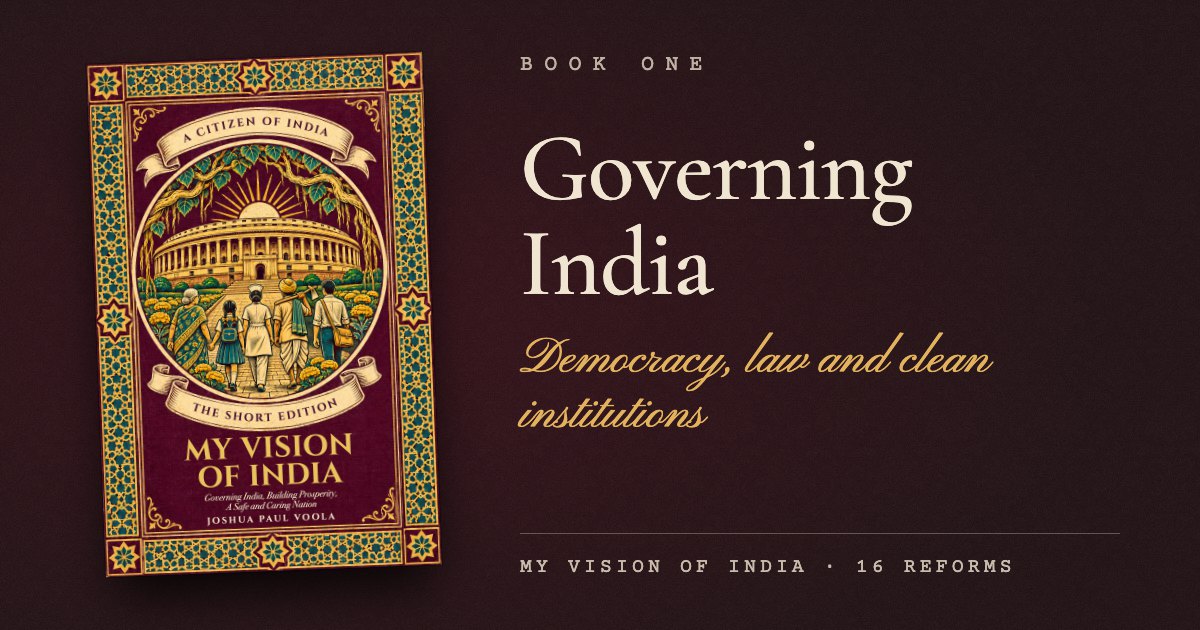 A CITIZEN OF INDIA
THE SHORT EDITION
MY VISION
OF INDIA
Governing India, Building Prosperity,
A Safe and Caring Nation
JOSHUA PAUL VOOLA
BOOK ONE
Governing
India
Democracy, law and clean
institutions
MY VISION OF INDIA · 16 REFORMS